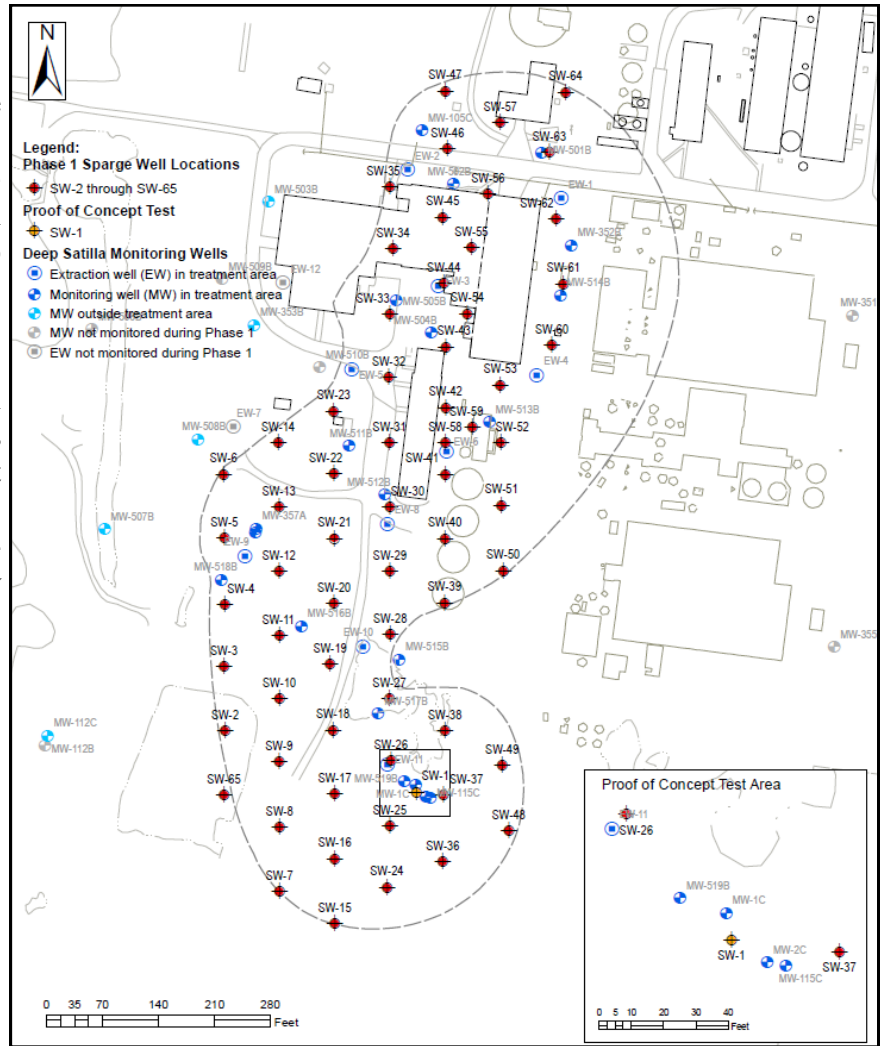 N
Legend:
Phase 1 Sparge Well Locations
SW-2 through SW-65
Proof of Concept Test
SW-1
Deep Satilla Monitoring Wells
Extraction well (EW) in treatment area
Monitoring well (MW) in treatment area
MW outside treatment area
MW not monitored during Phase 1
EW not monitored during Phase 1
SW-47
SW-64
SW-57
MW-105C
SW-46
SW-63
MW-501B
EW-2
MW-502B
SW-35
SW-56
EW-1
MW-503B
SW-45
SW-62
SW-34
SW-55
MW-352B
MW-509B
EW-12
SW-44
EW-3
SW-61
MW-514B
SW-33
MW-505B
SW-54
MW-351
MW-504B
MW-353B
SW-43
SW-60
MW-510B
EW-5
SW-32
EW-4
SW-53
SW-23
SW-42
EW-7
SW-59
MW-513B
MW-508B
SW-14
MW-511B
SW-31
SW-58
SW-52
EW-6
SW-6
SW-22
SW-41
MW-512B
SW-30
SW-13
SW-51
EW-8
MW-507B
SW-5
MW-357A
SW-21
SW-40
EW-9
SW-12
SW-29
SW-50
MW-518B
SW-4
SW-20
SW-39
MW-516B
SW-11
SW-28
EW-10
SW-3
SW-19
MW-515B
MW-355
SW-10
SW-27
MW-517B
SW-2
SW-18
SW-38
MW-112C
MW-112B
SW-9
SW-26
EW-11
SW-49
SW-65
SW-17
MW-519B
SW-1
SW-37
MW-1C
MW-115C
SW-8
SW-25
SW-48
SW-16
SW-36
SW-7
SW-24
SW-15
0 35 70 140 210 280
Feet
Proof of Concept Test Area
SW-26
MW-519B
MW-1C
SW-1
MW-2C
MW-115C
SW-37
0 5 10 20 30 40
Feet